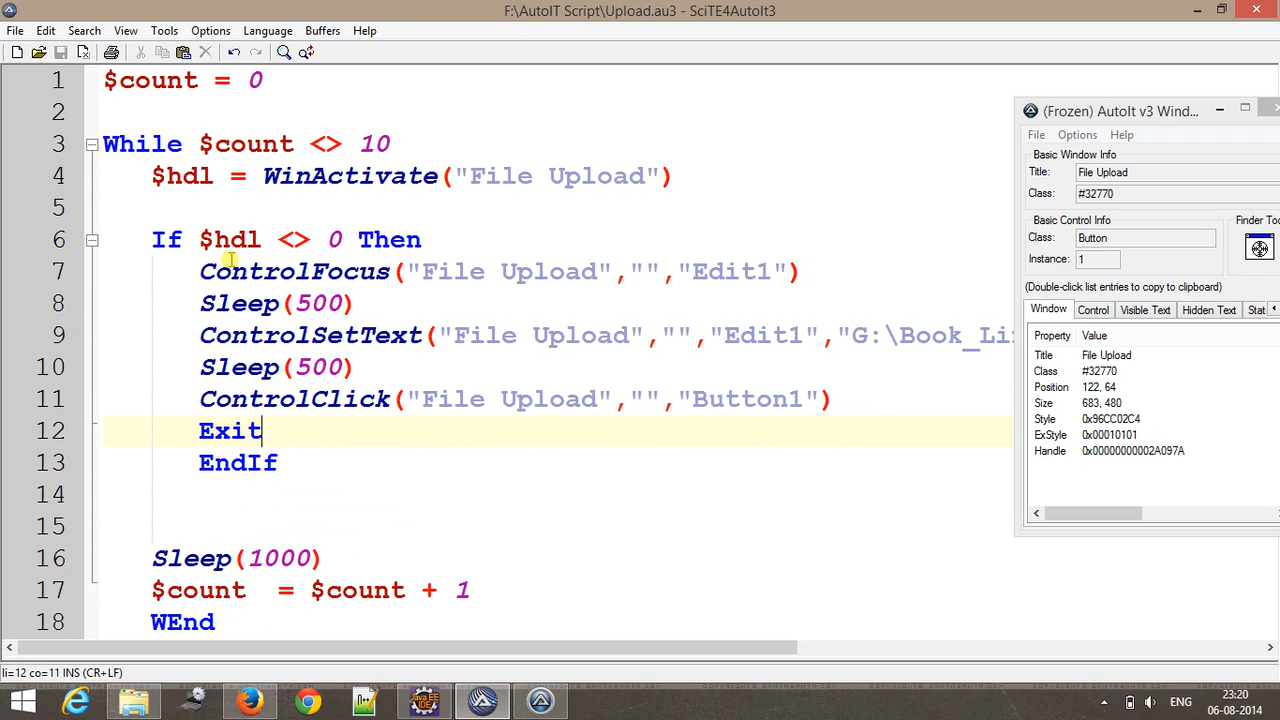 F:\AutoIT Script\Upload.au3 - SciTE4AutoIt3
File Edit Search View Tools Options Language Buffers Help
1 $count = 0
2
3 While $count <> 10
4 $hdl = WinActivate("File Upload")
5
6 If $hdl <> 0 Then
7 ControlFocus("File Upload","","Edit1")
8 Sleep(500)
9 ControlSetText("File Upload","","Edit1","G:\Book_Li
10 Sleep(500)
11 ControlClick("File Upload","","Button1")
12 Exit
13 EndIf
14
15
16 Sleep(1000)
17 $count = $count + 1
18 WEnd
(Frozen) AutoIt v3 Wind...
File Options Help
Basic Window Info
Title: File Upload
Class: #32770
Basic Control Info
Class: Button
Instance: 1
Finder To
(Double-click list entries to copy to clipboard)
Window Control Visible Text Hidden Text Stat
Property Value
Title File Upload
Class #32770
Position 122, 64
Size 683, 480
Style 0x96CC02C4
ExStyle 0x00010101
Handle 0x00000000002A097A
li=12 co=11 INS (CR+LF)
Java EE
IDE
ENG
23:20
06-08-2014